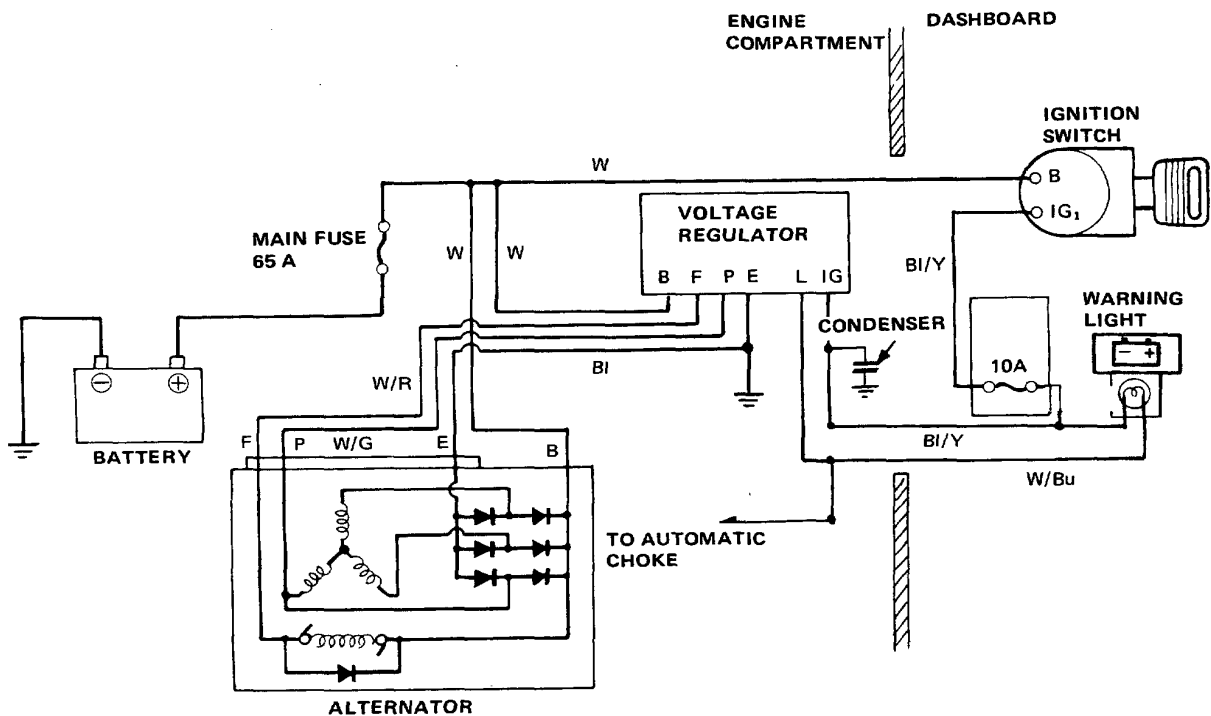 ENGINE
COMPARTMENT
DASHBOARD
IGNITION
SWITCH
B
IG₁
W
MAIN FUSE
65 A
W
W
VOLTAGE
REGULATOR
B F P E L IG
Bl/Y
WARNING
LIGHT
CONDENSER
10A
− +
Bl
W/R
− +
BATTERY
F P W/G E B
Bl/Y
W/Bu
TO AUTOMATIC
CHOKE
ALTERNATOR